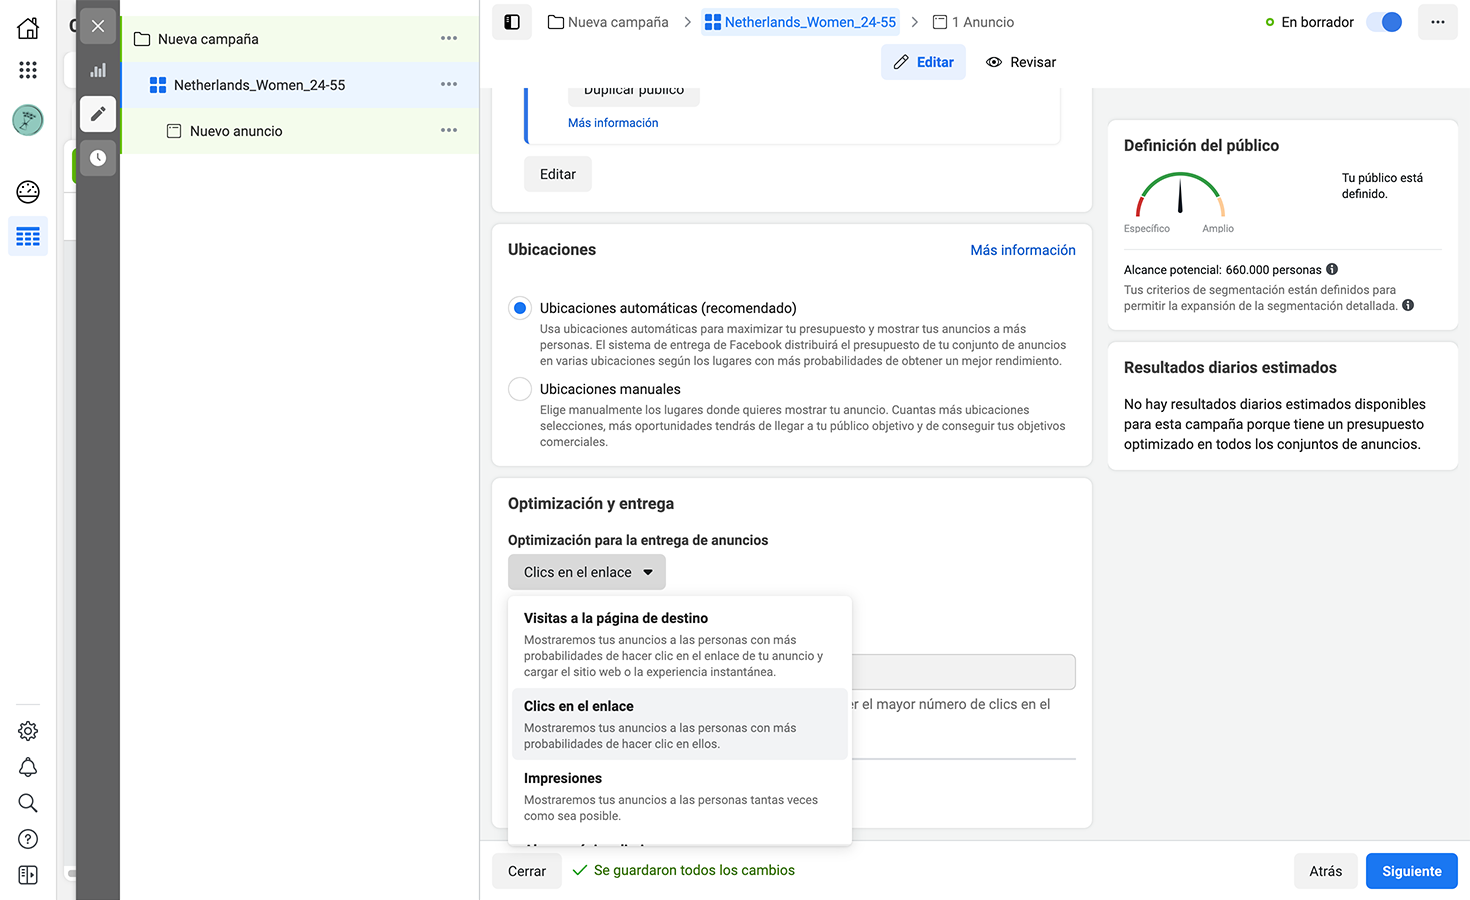 Nueva campaña
Netherlands_Women_24-55
Nuevo anuncio
Nueva campaña
Netherlands_Women_24-55
1 Anuncio
En borrador
Editar
Revisar
Duplicar público
Más información
Editar
Ubicaciones
Más información
Ubicaciones automáticas (recomendado)
Usa ubicaciones automáticas para maximizar tu presupuesto y mostrar tus anuncios a más
personas. El sistema de entrega de Facebook distribuirá el presupuesto de tu conjunto de anuncios
en varias ubicaciones según los lugares con más probabilidades de obtener un mejor rendimiento.
Ubicaciones manuales
Elige manualmente los lugares donde quieres mostrar tu anuncio. Cuantas más ubicaciones
selecciones, más oportunidades tendrás de llegar a tu público objetivo y de conseguir tus objetivos
comerciales.
Optimización y entrega
Optimización para la entrega de anuncios
Clics en el enlace
Visitas a la página de destino
Mostraremos tus anuncios a las personas con más
probabilidades de hacer clic en el enlace de tu anuncio y
cargar el sitio web o la experiencia instantánea.
Clics en el enlace
Mostraremos tus anuncios a las personas con más
probabilidades de hacer clic en ellos.
Impresiones
Mostraremos tus anuncios a las personas tantas veces
como sea posible.
el mayor número de clics en el
Cerrar
Se guardaron todos los cambios
Atrás
Siguiente
Definición del público
Tu público está
definido.
Específico
Amplio
Alcance potencial: 660.000 personas
Tus criterios de segmentación están definidos para
permitir la expansión de la segmentación detallada.
Resultados diarios estimados
No hay resultados diarios estimados disponibles
para esta campaña porque tiene un presupuesto
optimizado en todos los conjuntos de anuncios.